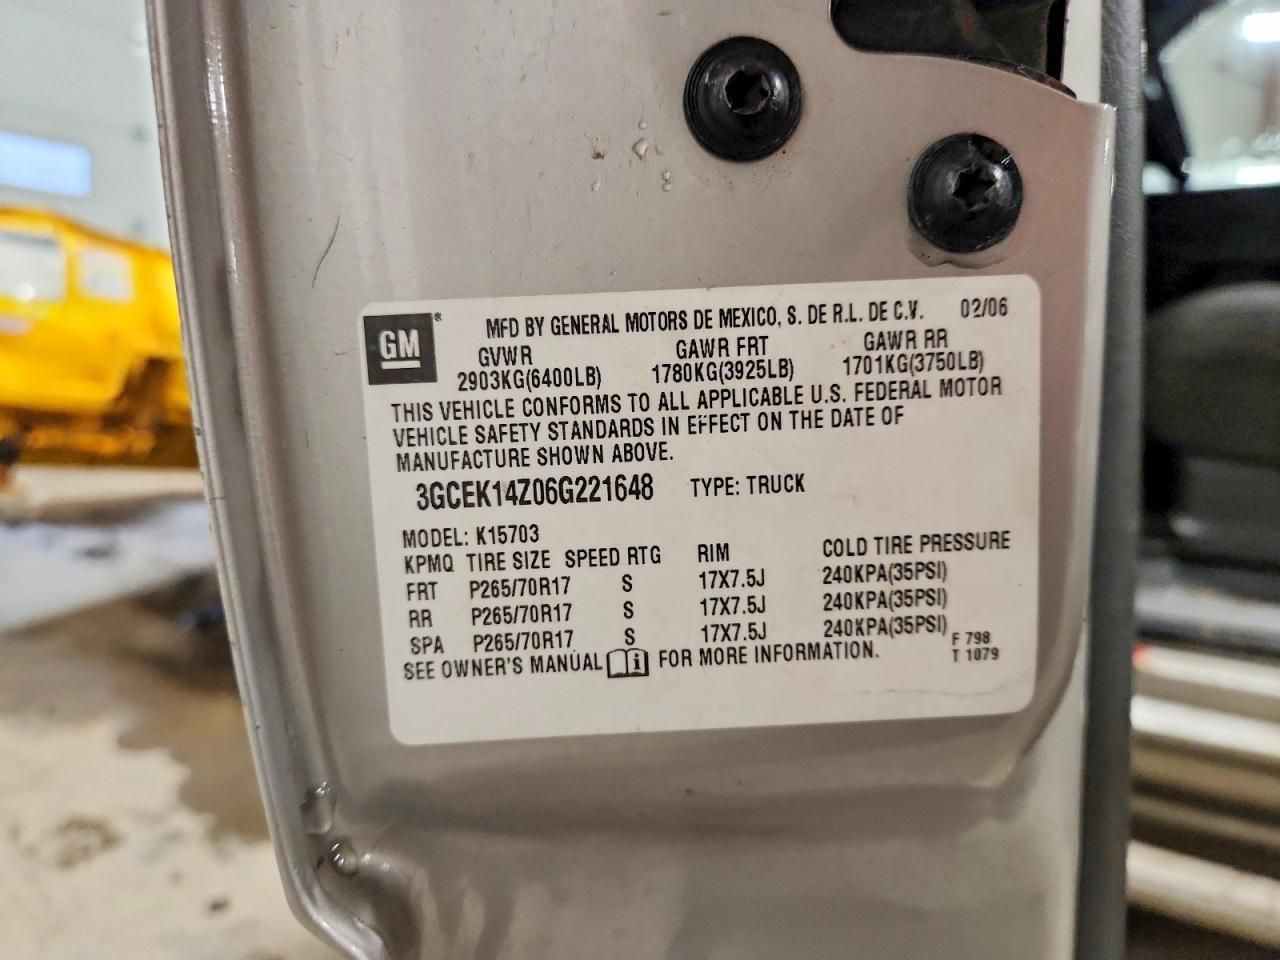 GM®
MFD BY GENERAL MOTORS DE MEXICO, S. DE R.L. DE C.V. 02/06
GVWR GAWR FRT GAWR RR
2903KG(6400LB) 1780KG(3925LB) 1701KG(3750LB)
THIS VEHICLE CONFORMS TO ALL APPLICABLE U.S. FEDERAL MOTOR
VEHICLE SAFETY STANDARDS IN EFFECT ON THE DATE OF
MANUFACTURE SHOWN ABOVE.
3GCEK14Z06G221648 TYPE: TRUCK
MODEL: K15703
KPMQ TIRE SIZE SPEED RTG RIM COLD TIRE PRESSURE
FRT P265/70R17 S 17X7.5J 240KPA(35PSI)
RR P265/70R17 S 17X7.5J 240KPA(35PSI)
SPA P265/70R17 S 17X7.5J 240KPA(35PSI)
SEE OWNER'S MANUAL FOR MORE INFORMATION.
F 798
T 1079